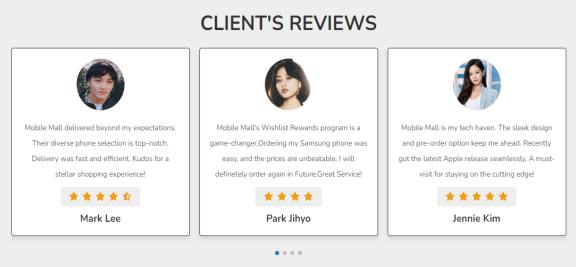 CLIENT'S REVIEWS
Mobile Mall delivered beyond my expectations.
Their diverse phone selection is top-notch.
Delivery was fast and efficient. Kudos for a
stellar shopping experience!
Mark Lee
Mobile Mall's Wishlist Rewards program is a
game-changer.Ordering my Samsung phone was
easy, and the prices are unbeatable. I will
definetely order again in Future.Great Service!
Park Jihyo
Mobile Mall is my tech haven. The sleek design
and pre-order option keep me ahead. Recently
got the latest Apple release seamlessly. A must-
visit for staying on the cutting edge!
Jennie Kim